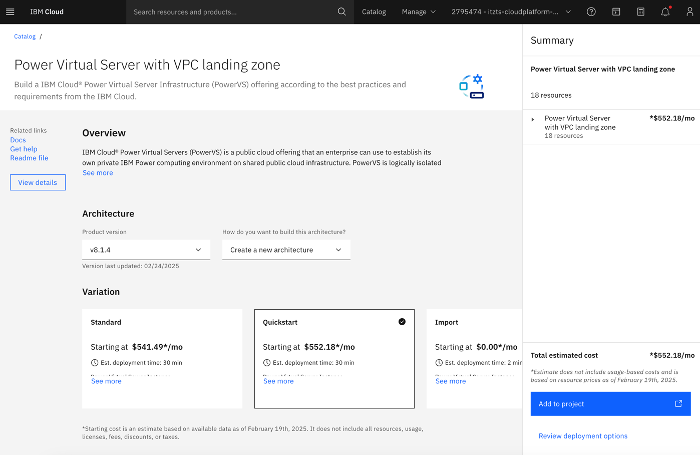 IBM Cloud
Search resources and products...
Catalog
Manage
2795474 - itzts-cloudplatform-...
Catalog /
Power Virtual Server with VPC landing zone
Build a IBM Cloud® Power Virtual Server Infrastructure (PowerVS) offering according to the best practices and
requirements from the IBM Cloud.
Related links
Docs
Get help
Readme file
View details
Overview
IBM Cloud® Power Virtual Servers (PowerVS) is a public cloud offering that an enterprise can use to establish its
own private IBM Power computing environment on shared public cloud infrastructure. PowerVS is logically isolated
See more
Architecture
Product version
How do you want to build this architecture?
v8.1.4
Create a new architecture
Version last updated: 02/24/2025
Variation
Standard
Starting at $541.49*/mo
Est. deployment time: 30 min
See more
Quickstart
Starting at $552.18*/mo
Est. deployment time: 30 min
See more
Import
Starting at $0.00*/mo
Est. deployment time: 2 min
See more
*Starting cost is an estimate based on available data as of February 19th, 2025. It does not include all resources, usage,
licenses, fees, discounts, or taxes.
Summary
Power Virtual Server with VPC landing zone
18 resources
Power Virtual Server
with VPC landing zone
18 resources
*$552.18/mo
Total estimated cost
*$552.18/mo
*Estimate does not include usage-based costs and is
based on resource prices as of February 19th, 2025.
Add to project
Review deployment options